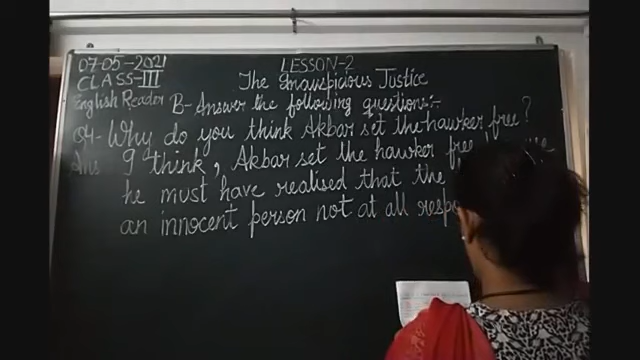 07-05-2021
LESSON-2
CLASS-III
The Inauspicious Justice
English Reader
B-Answer the following questions:-
Q4- Why do you think Akbar set the hawker free?
Ans I think, Akbar set the hawker free
he must have realised that the
an innocent person not at all